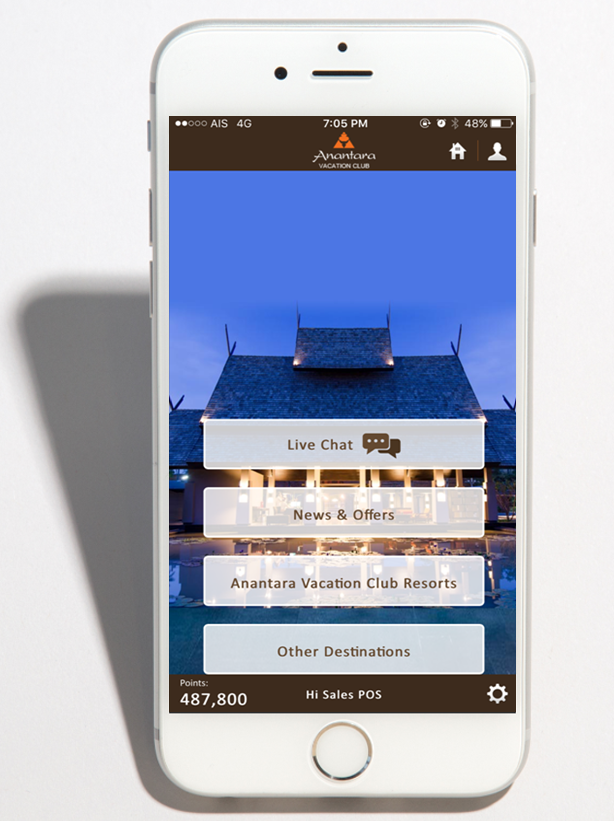 AIS 4G 7:05 PM 48%
Anantara
VACATION CLUB
Live Chat
News & Offers
Anantara Vacation Club Resorts
Other Destinations
Points:
487,800
Hi Sales POS